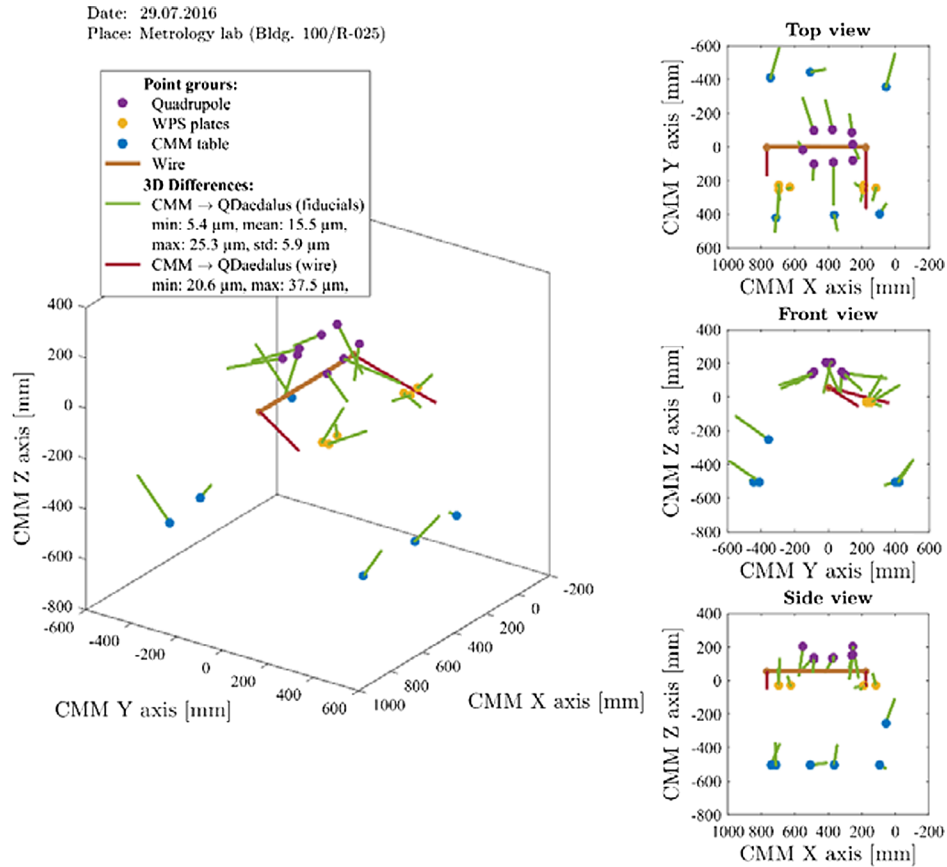 Date: 29.07.2016
Place: Metrology lab (Bldg. 100/R-025)
Point grours:
Quadrupole
WPS plates
CMM table
Wire
3D Differences:
CMM → QDaedalus (fiducials)
min: 5.4 μm, mean: 15.5 μm,
max: 25.3 μm, std: 5.9 μm
CMM → QDaedalus (wire)
min: 20.6 μm, max: 37.5 μm,
400
200
0
-200
-400
-600
-800
CMM Z axis [mm]
-600
-400
-200
0
200
400
600
CMM Y axis [mm]
1000
800
600
400
200
0
-200
CMM X axis [mm]
Top view
-600
-400
-200
0
200
400
600
CMM Y axis [mm]
1000 800 600 400 200 0 -200
CMM X axis [mm]
Front view
400
200
0
-200
-400
-600
-800
CMM Z axis [mm]
-600 -400 -200 0 200 400 600
CMM Y axis [mm]
Side view
400
200
0
-200
-400
-600
-800
CMM Z axis [mm]
1000 800 600 400 200 0 -200
CMM X axis [mm]